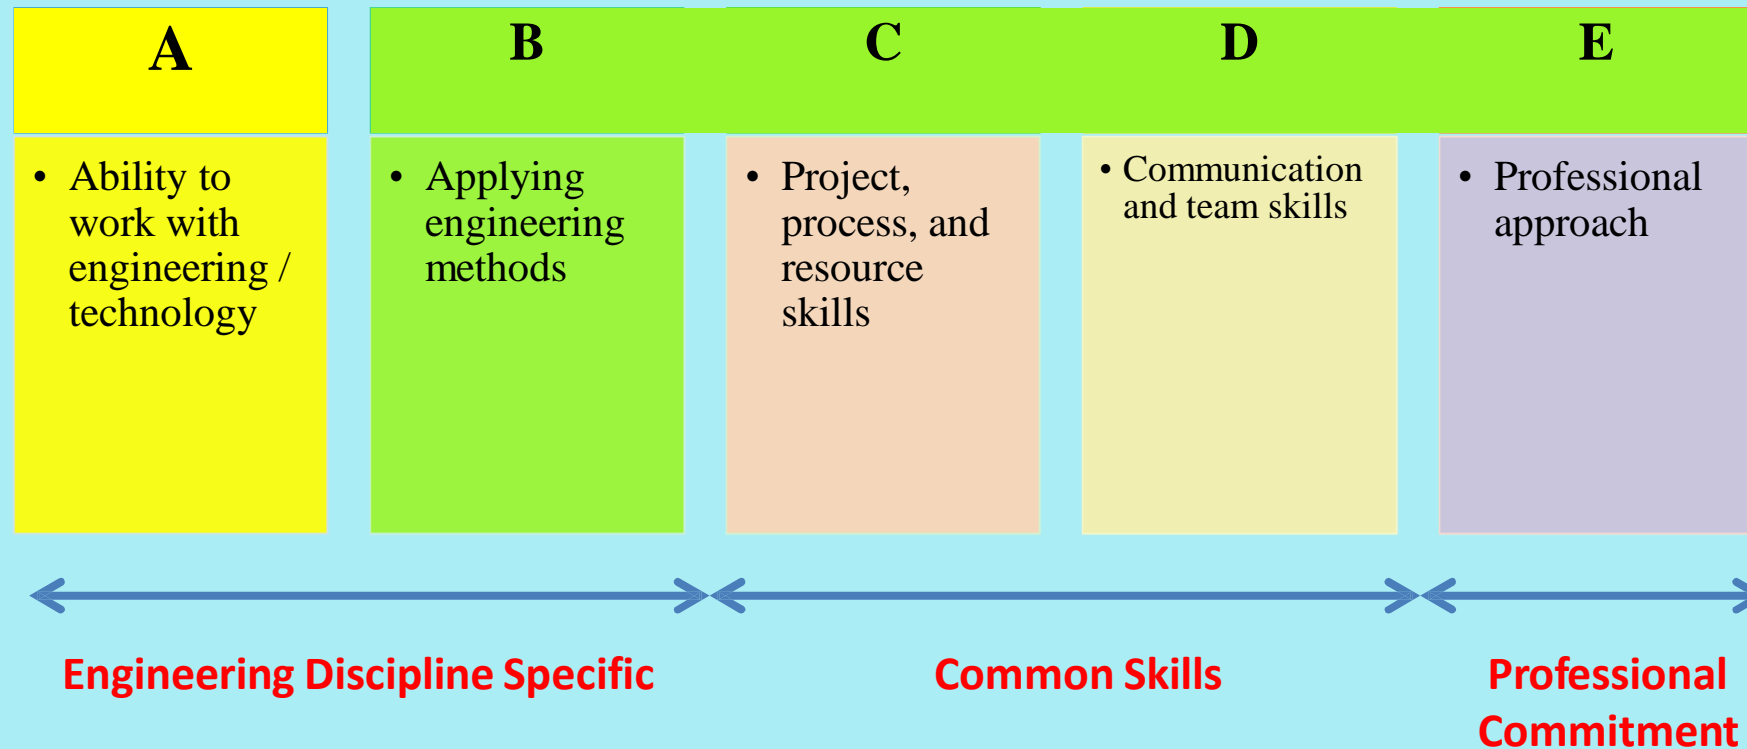 A
B
C
D
E
• Ability to
work with
engineering /
technology
• Applying
engineering
methods
• Project,
process, and
resource
skills
• Communication
and team skills
• Professional
approach
Engineering Discipline Specific
Common Skills
Professional
Commitment